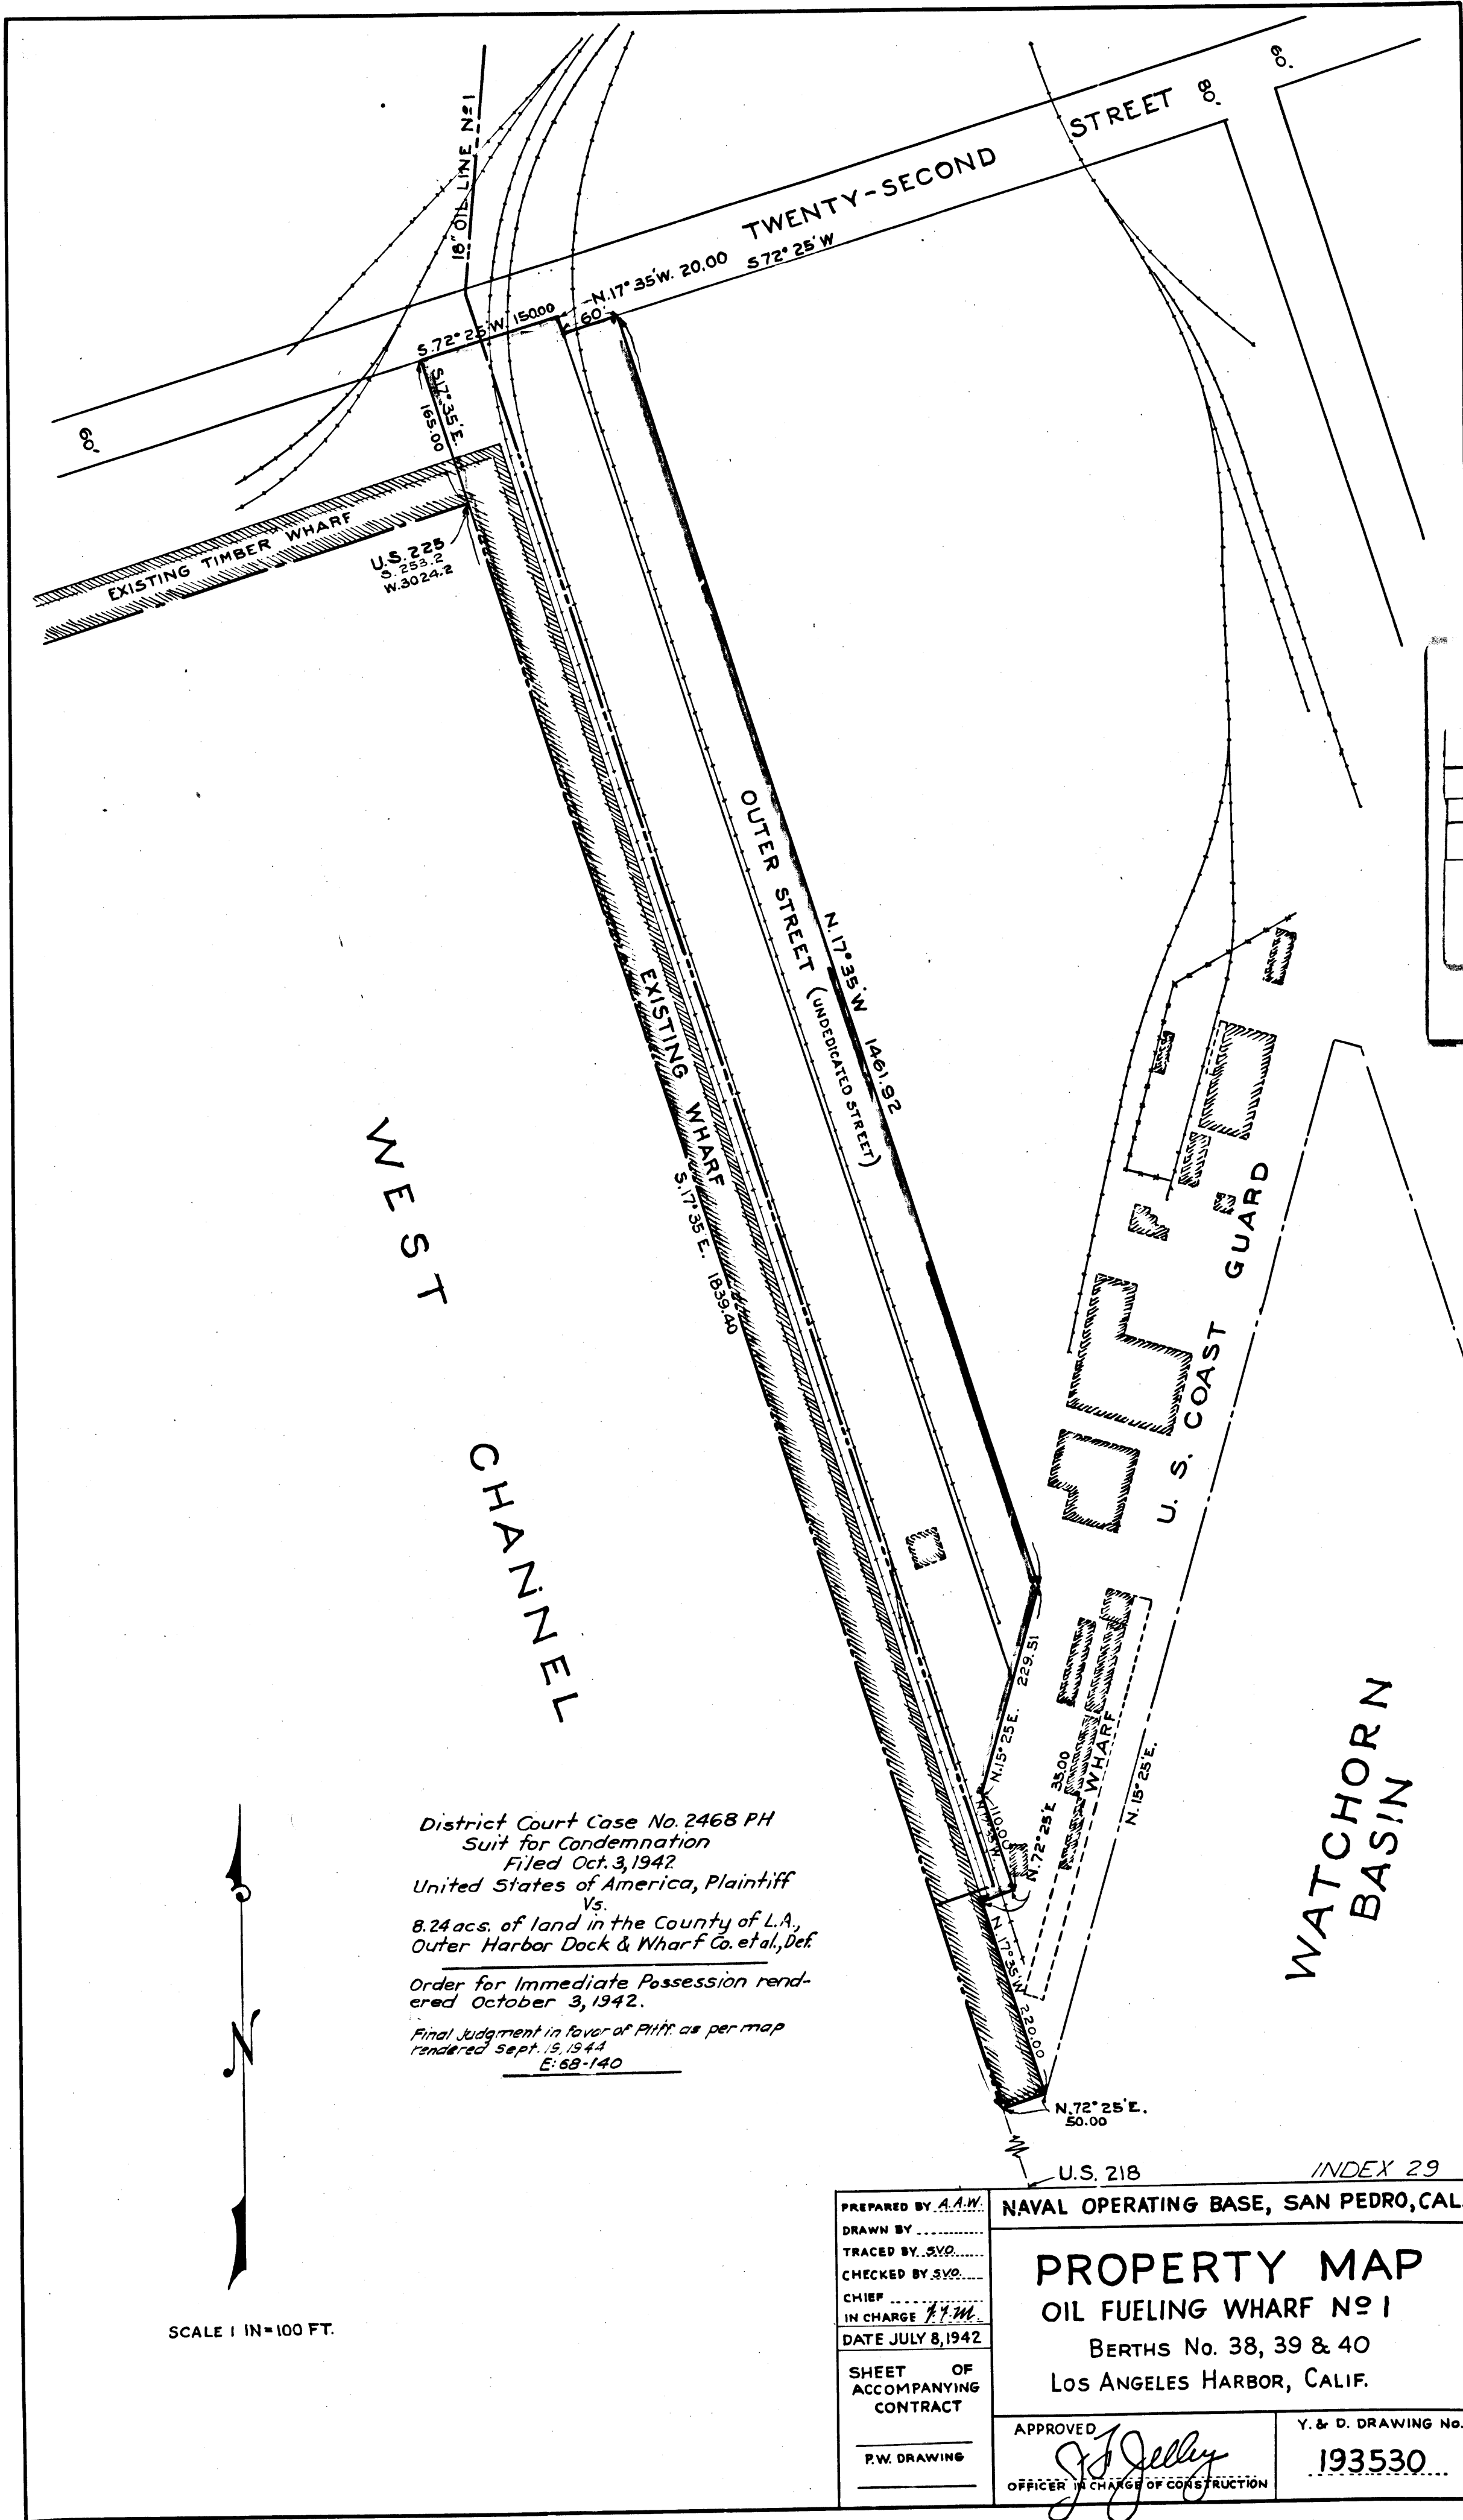 60'
STREET 80'
18" OIL LINE Nº 1
TWENTY-SECOND
S 72° 25' W
N. 17° 35' W. 20.00
60'
S. 72° 25' W. 150.00
S 17° 35' E.
165.00
60'
EXISTING TIMBER WHARF
U.S. 225
S. 253.2
W. 3024.2
OUTER STREET (UNDEDICATED STREET)
N. 17° 35' W 1461.92
EXISTING WHARF
S. 17° 35' E. 1839.40
WEST CHANNEL
U. S. COAST GUARD
N. 15° 25' E. 229.51
WHARF
N. 15° 25' E.
110.00
N. 72° 25' E 35.00
N 17° 35' W 220.00
WATCHORN
BASIN
District Court Case No. 2468 PH
Suit for Condemnation
Filed Oct. 3, 1942
United States of America, Plaintiff
Vs.
8.24 acs. of land in the County of L.A.,
Outer Harbor Dock & Wharf Co. et al., Def.
Order for Immediate Possession rend-
ered October 3, 1942.
Final Judgment in favor of Pltff. as per map
rendered Sept. 19, 1944
E: 68-140
N
N. 72° 25' E.
50.00
U.S. 218
INDEX 29
SCALE 1 IN = 100 FT.
PREPARED BY A.A.W.
DRAWN BY
TRACED BY SVO.
CHECKED BY SVO.
CHIEF
IN CHARGE
DATE JULY 8, 1942
SHEET OF
ACCOMPANYING
CONTRACT
P.W. DRAWING
NAVAL OPERATING BASE, SAN PEDRO, CAL.
PROPERTY MAP
OIL FUELING WHARF Nº 1
BERTHS No. 38, 39 & 40
LOS ANGELES HARBOR, CALIF.
APPROVED
OFFICER IN CHARGE OF CONSTRUCTION
Y. & D. DRAWING No.
193530